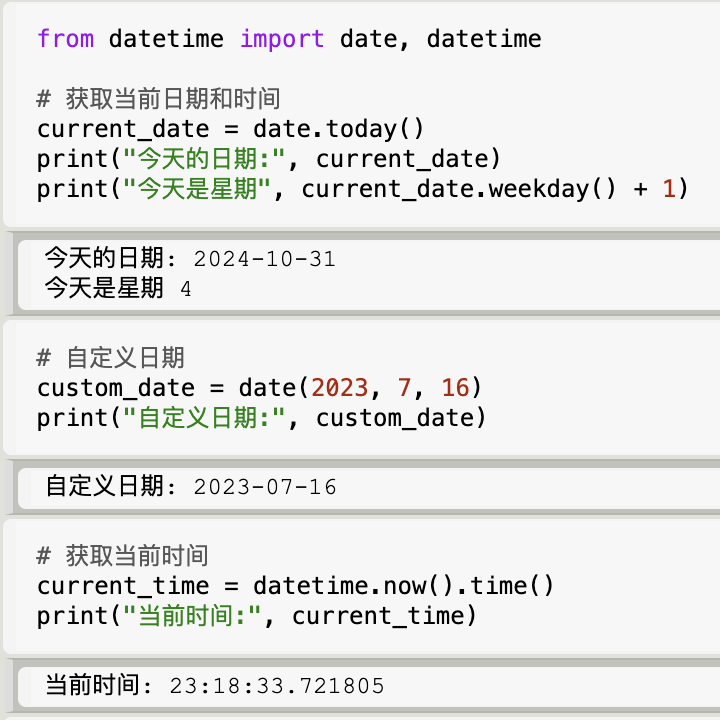 from datetime import date, datetime
# 获取当前日期和时间
current_date = date.today()
print("今天的日期:", current_date)
print("今天是星期", current_date.weekday() + 1)
今天的日期: 2024-10-31
今天是星期 4
# 自定义日期
custom_date = date(2023, 7, 16)
print("自定义日期:", custom_date)
自定义日期: 2023-07-16
# 获取当前时间
current_time = datetime.now().time()
print("当前时间:", current_time)
当前时间: 23:18:33.721805